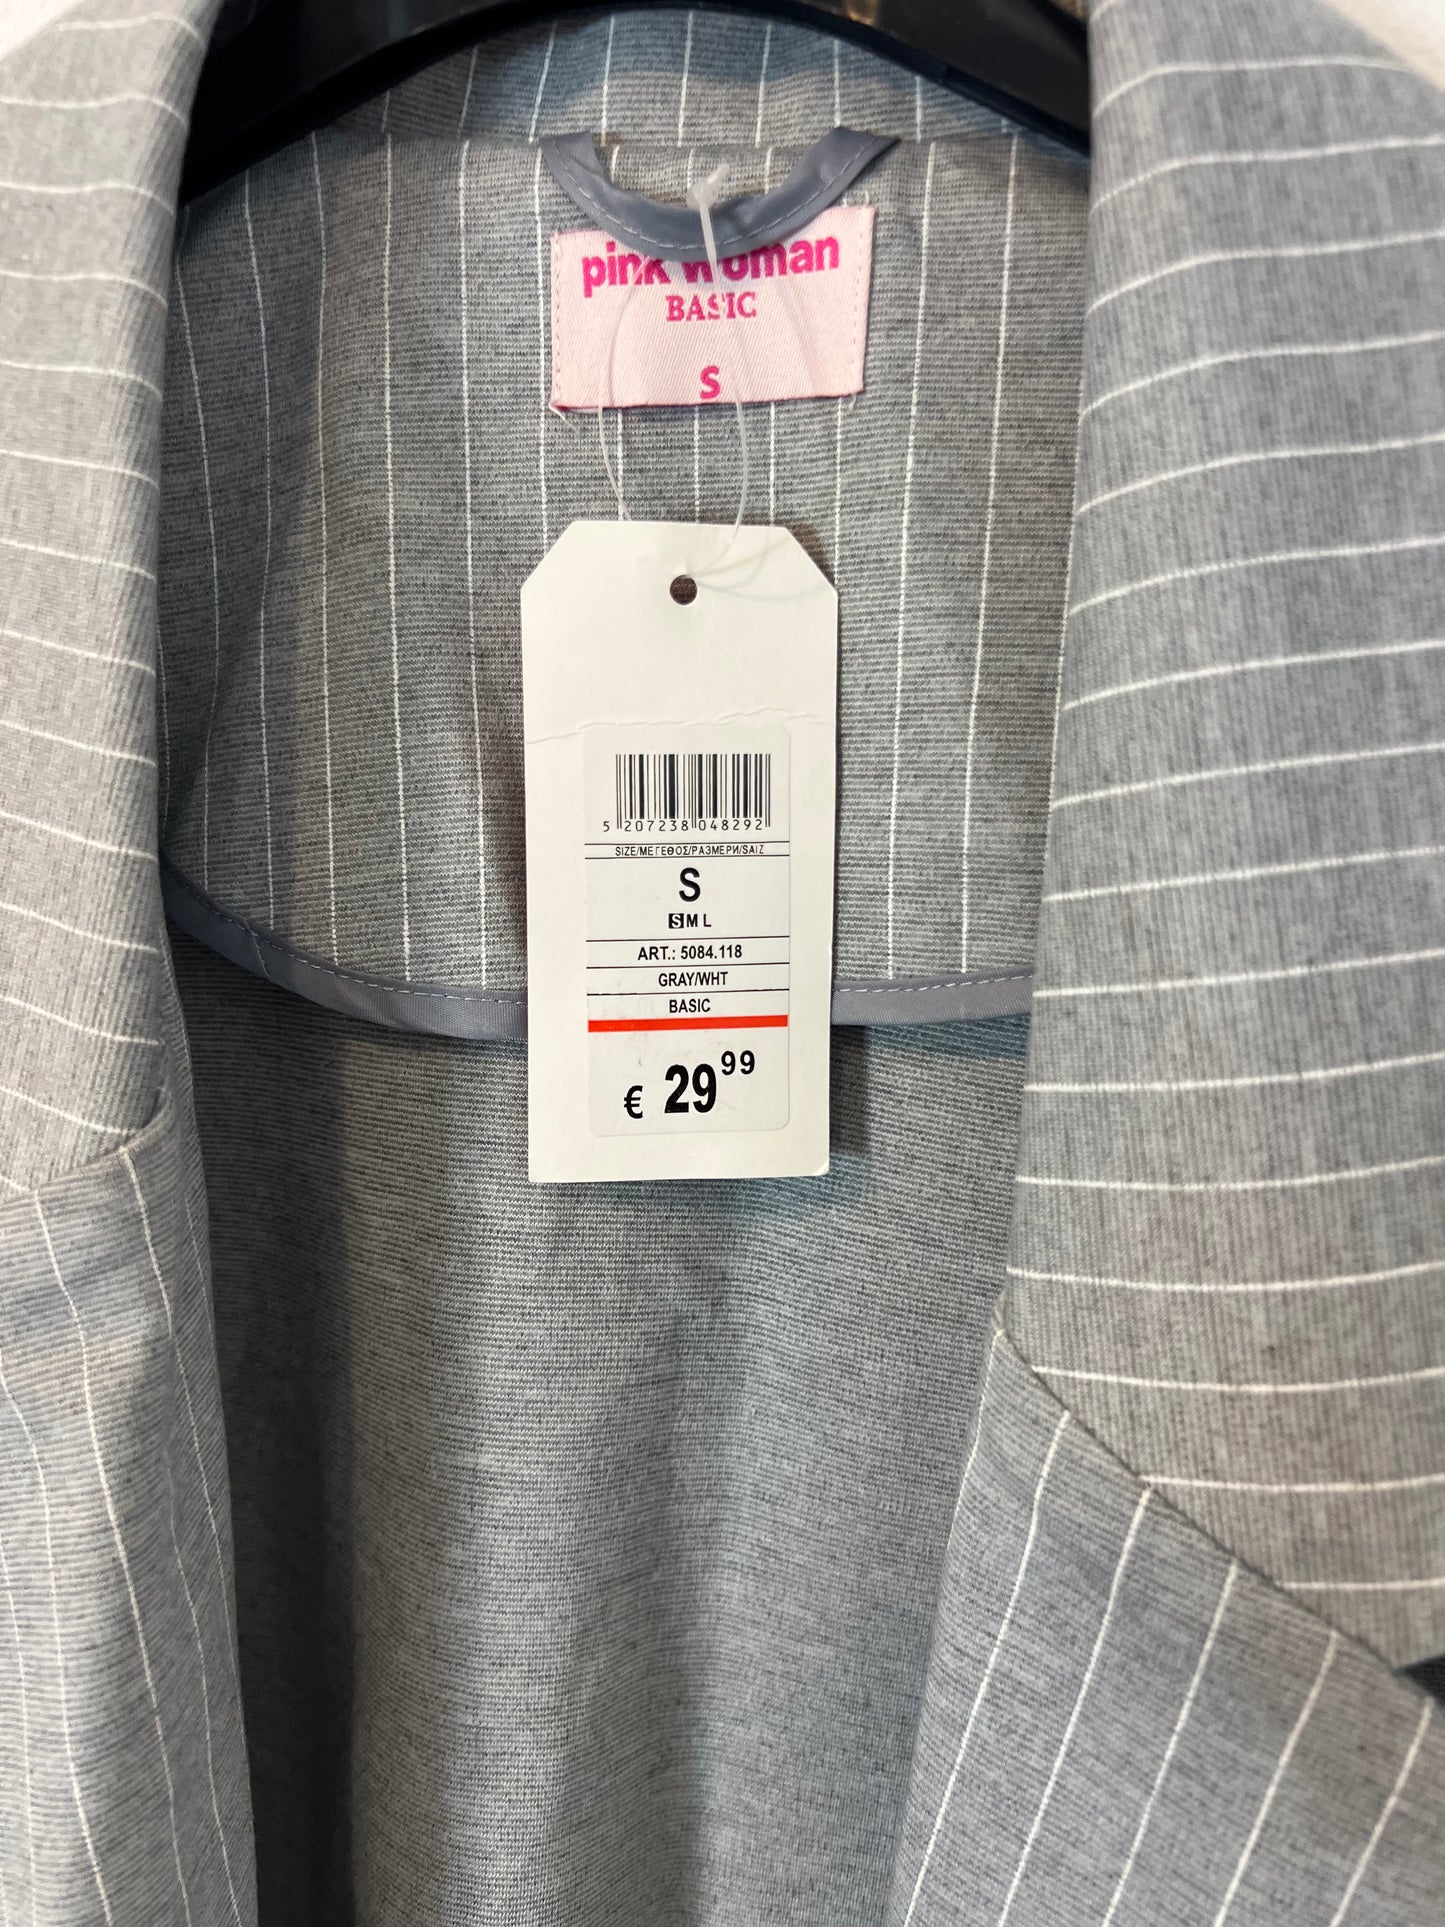 pink woman
BASIC
S
5 207238 048292
SIZE/ΜΕΓΕΘΟΣ/РАЗМЕРИ/SAIZ
S
S M L
ART.: 5084.118
GRAY/WHT
BASIC
€ 29 99